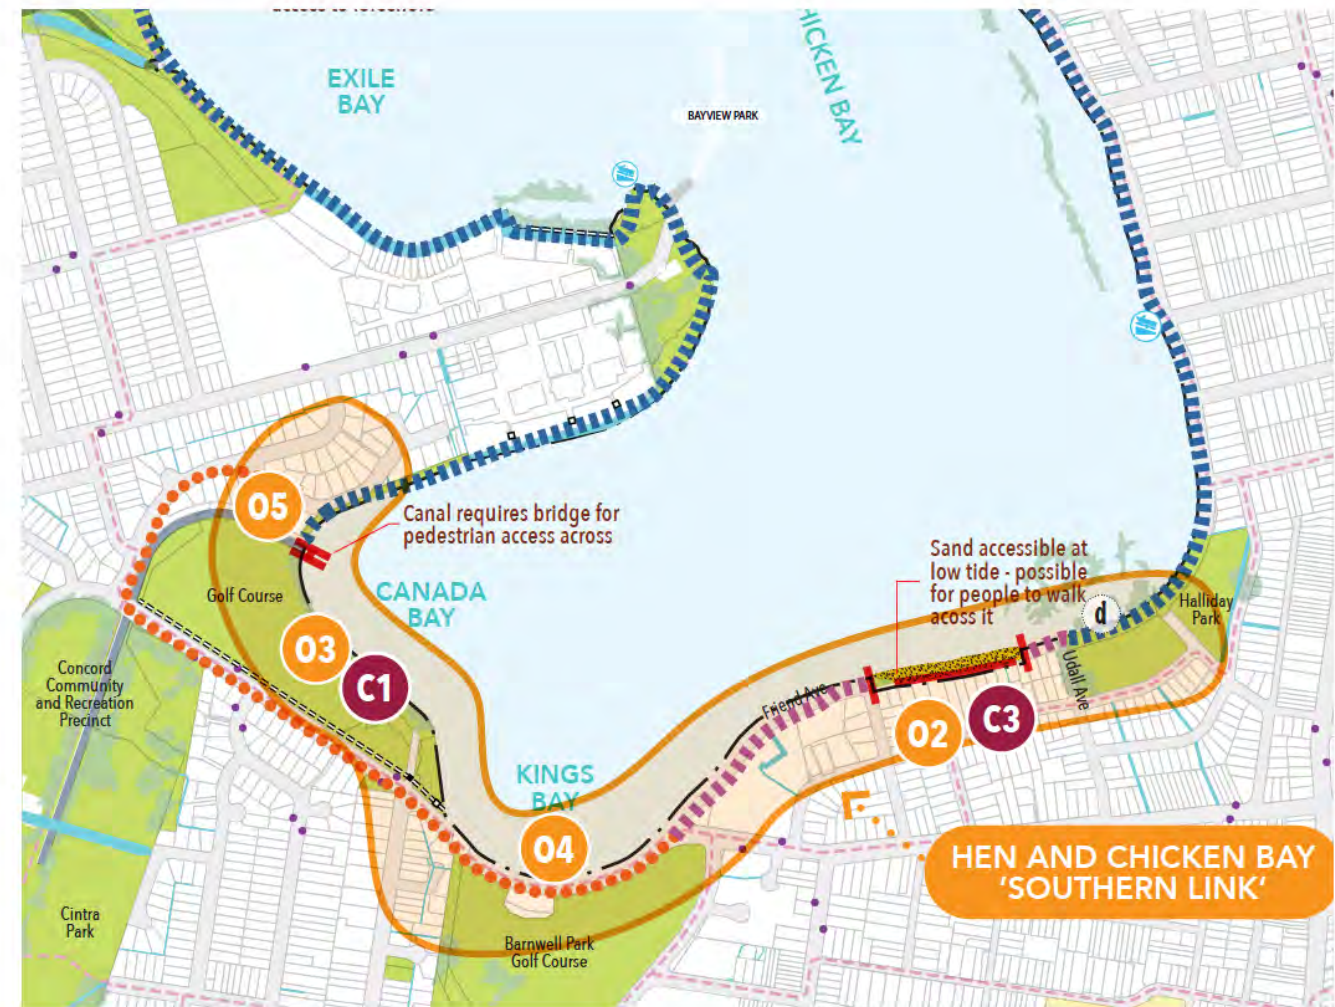 EXILE
BAY
HICKEN BAY
BAYVIEW PARK
O5
Canal requires bridge for
pedestrian access across
Golf Course
CANADA
BAY
Sand accessible at
low tide - possible
for people to walk
acoss it
d
Halliday
Park
O3
C1
Concord
Community
and Recreation
Precinct
Udall Ave
Friend Ave
O2
C3
KINGS
BAY
O4
HEN AND CHICKEN BAY
'SOUTHERN LINK'
Cintra
Park
Barnwell Park
Golf Course